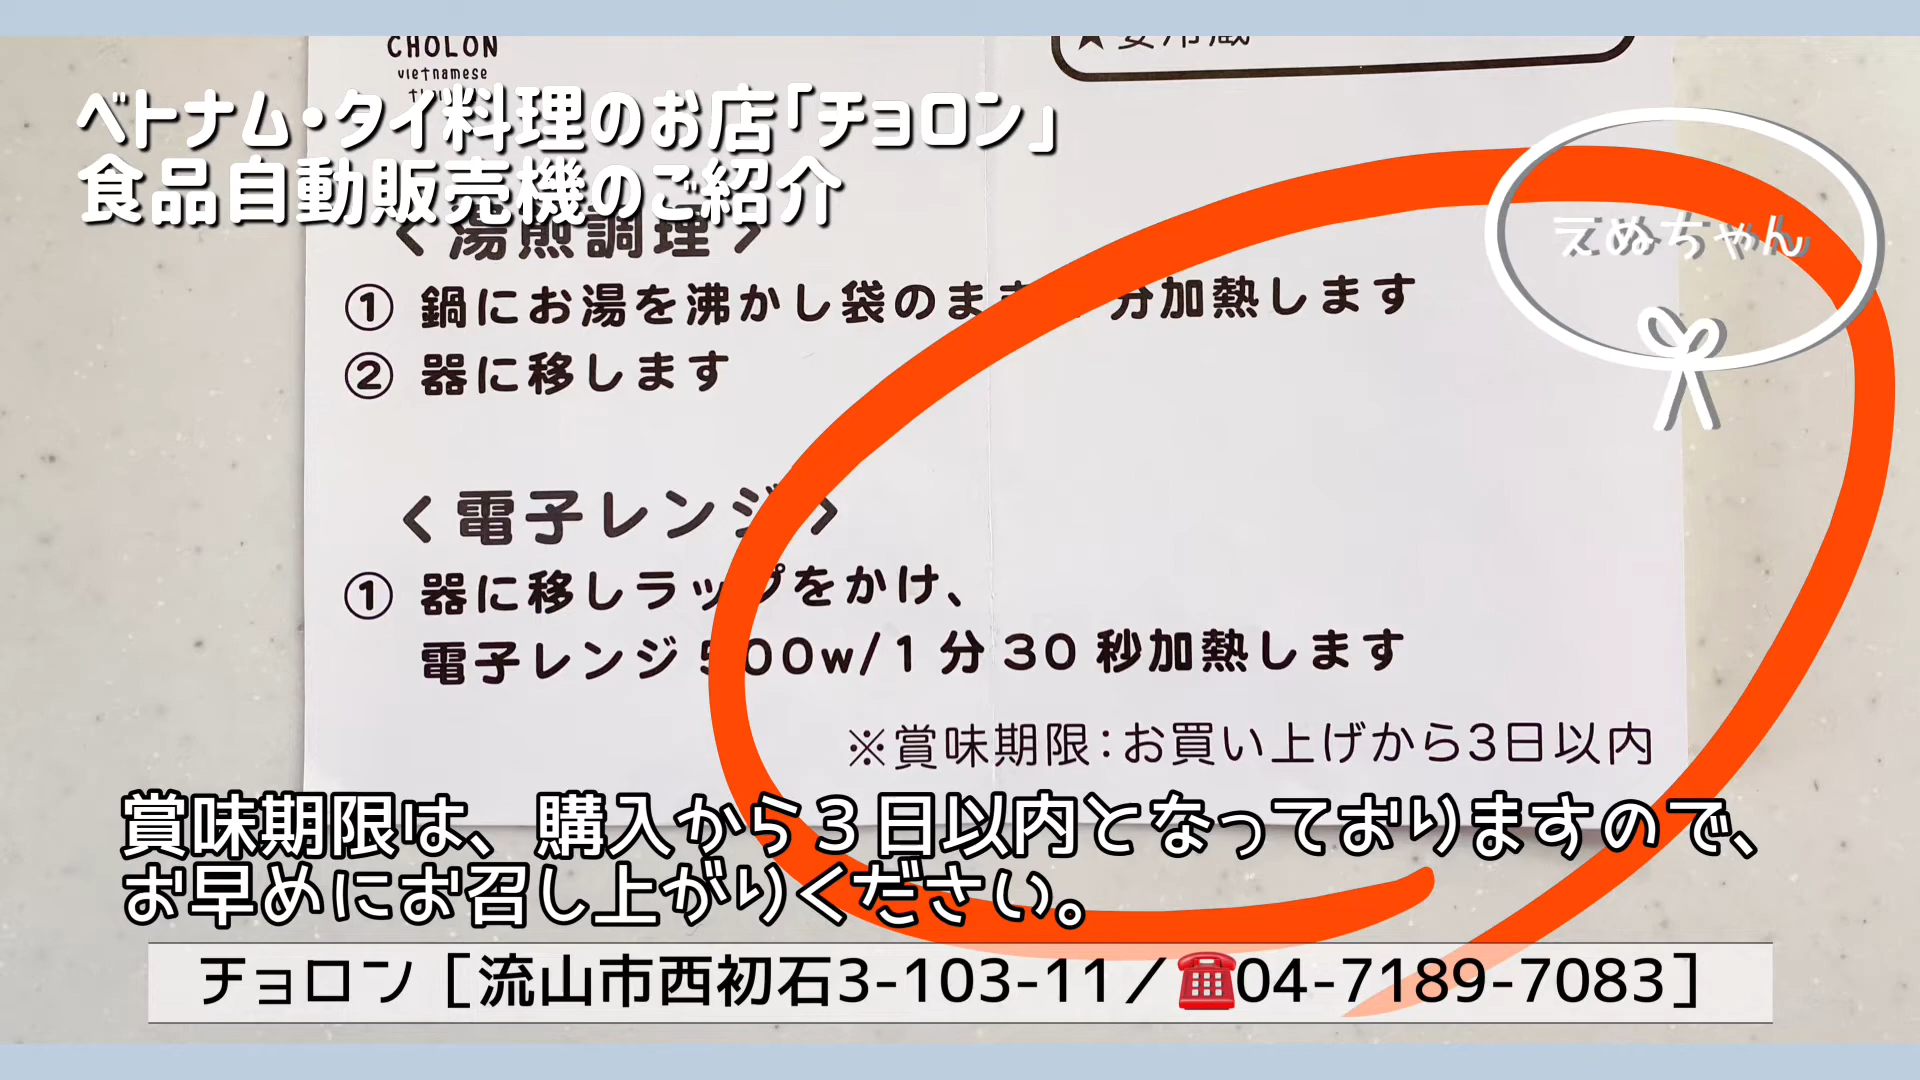 CHOLON
vietnamese
ベトナム・タイ料理のお店「チョロン」
食品自動販売機のご紹介
えぬちゃん
<湯煎調理>
① 鍋にお湯を沸かし袋のまま 分加熱します
② 器に移します
<電子レンジ>
① 器に移しラップをかけ、
電子レンジ500w/1分30秒加熱します
※賞味期限:お買い上げから3日以内
賞味期限は、購入から３日以内となっておりますので、
お早めにお召し上がりください。
チョロン［流山市西初石3-103-11／☎04-7189-7083］